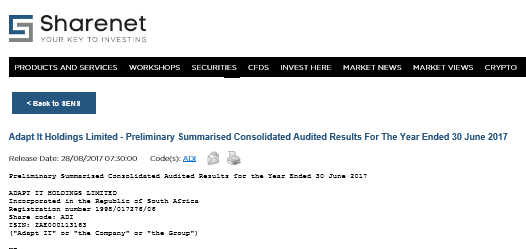 Sharenet
YOUR KEY TO INVESTING
PRODUCTS AND SERVICES WORKSHOPS SECURITIES CFDS INVEST HERE MARKET NEWS MARKET VIEWS CRYPTO
< Back to SENS
Adapt It Holdings Limited - Preliminary Summarised Consolidated Audited Results For The Year Ended 30 June 2017
Release Date: 28/08/2017 07:30:00 Code(s): ADI
Preliminary Summarised Consolidated Audited Results for the Year Ended 30 June 2017
ADAPT IT HOLDINGS LIMITED
Incorporated in the Republic of South Africa
Registration number 1998/017276/06
Share code: ADI
ISIN: ZAE000113163
("Adapt IT" or "the Company" or "the Group")